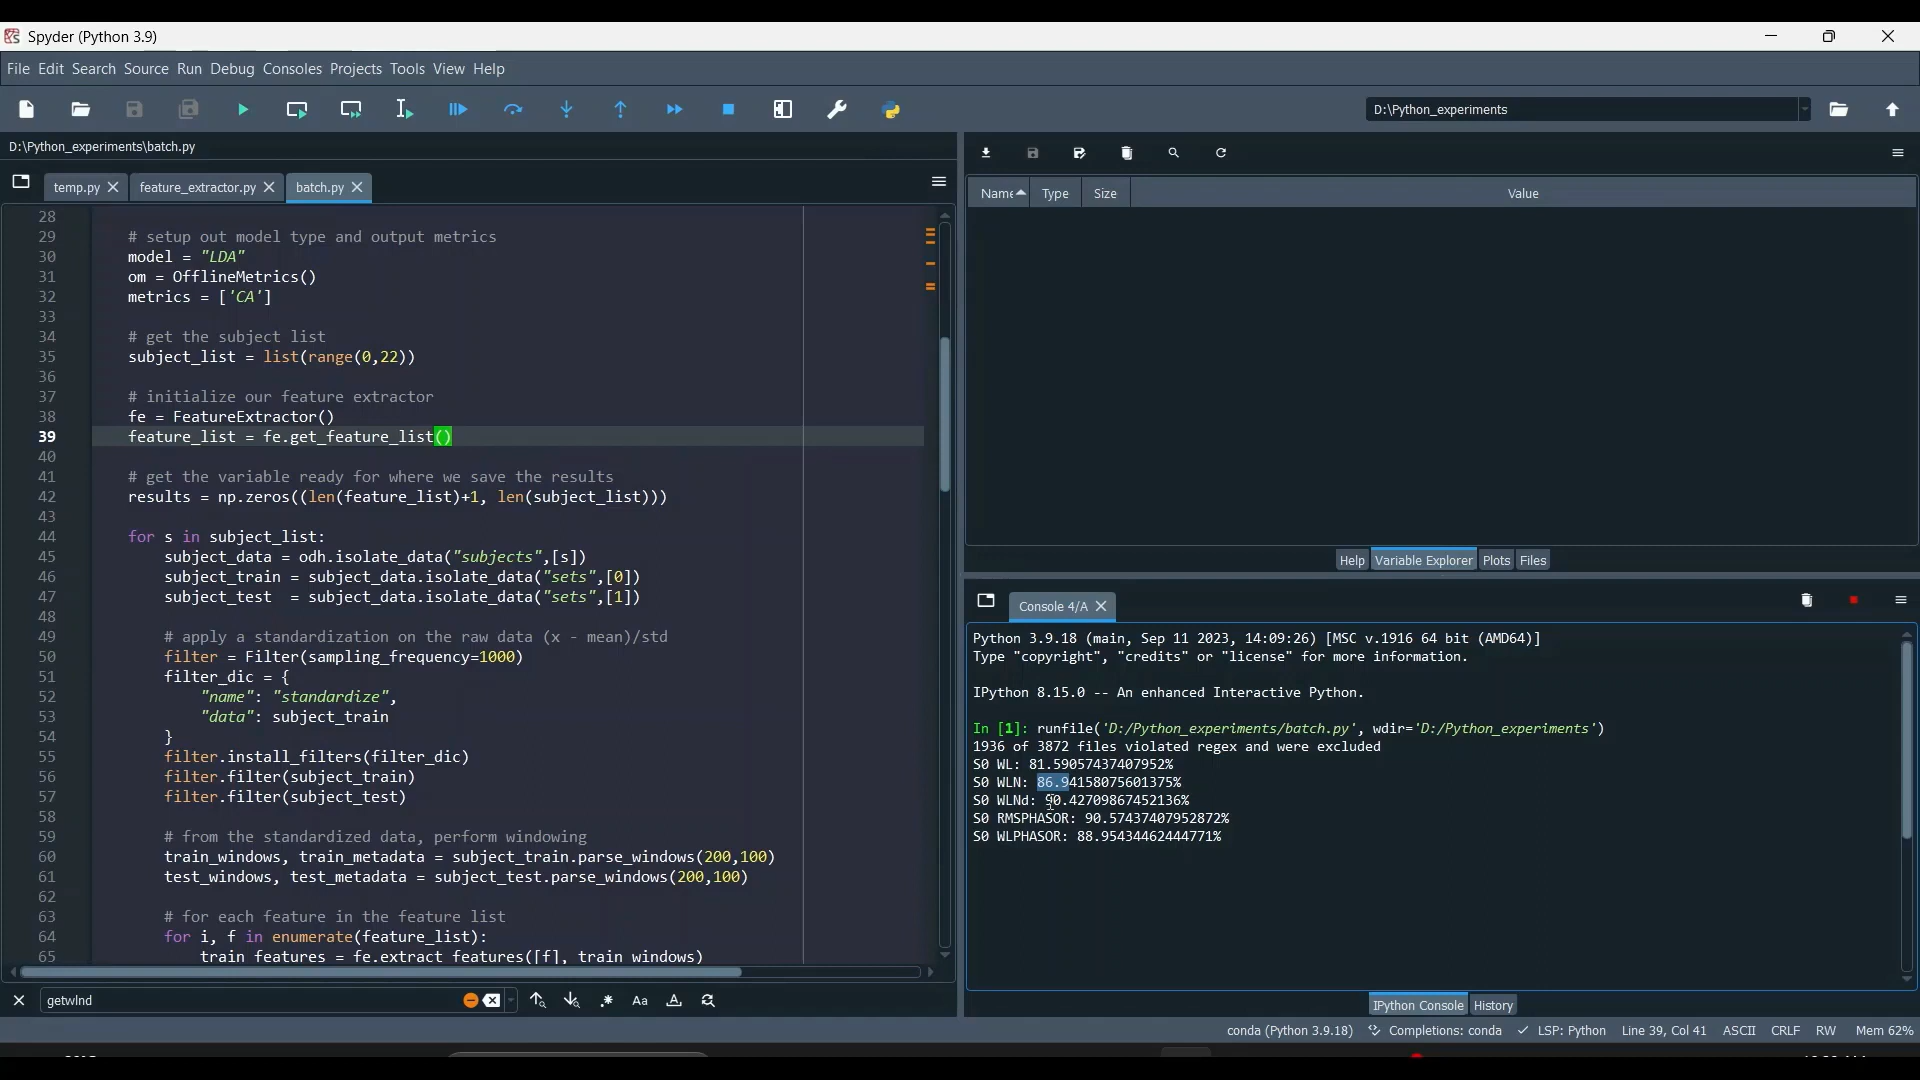 Spyder (Python 3.9)
File Edit Search Source Run Debug Consoles Projects Tools View Help
D:\Python_experiments
D:\Python_experiments\batch.py
temp.py feature_extractor.py batch.py
28
29 # setup out model type and output metrics
30 model = "LDA"
31 om = OfflineMetrics()
32 metrics = ['CA']
33
34 # get the subject list
35 subject_list = list(range(0,22))
36
37 # initialize our feature extractor
38 fe = FeatureExtractor()
39 feature_list = fe.get_feature_list()
40
41 # get the variable ready for where we save the results
42 results = np.zeros((len(feature_list)+1, len(subject_list)))
43
44 for s in subject_list:
45 subject_data = odh.isolate_data("subjects",[s])
46 subject_train = subject_data.isolate_data("sets",[0])
47 subject_test = subject_data.isolate_data("sets",[1])
48
49 # apply a standardization on the raw data (x - mean)/std
50 filter = Filter(sampling_frequency=1000)
51 filter_dic = {
52 "name": "standardize",
53 "data": subject_train
54 }
55 filter.install_filters(filter_dic)
56 filter.filter(subject_train)
57 filter.filter(subject_test)
58
59 # from the standardized data, perform windowing
60 train_windows, train_metadata = subject_train.parse_windows(200,100)
61 test_windows, test_metadata = subject_test.parse_windows(200,100)
62
63 # for each feature in the feature list
64 for i, f in enumerate(feature_list):
65 train_features = fe.extract_features([f], train_windows)
getwlnd Aa
Name Type Size Value
Help Variable Explorer Plots Files
Console 4/A
Python 3.9.18 (main, Sep 11 2023, 14:09:26) [MSC v.1916 64 bit (AMD64)]
Type "copyright", "credits" or "license" for more information.
IPython 8.15.0 -- An enhanced Interactive Python.
In [1]: runfile('D:/Python_experiments/batch.py', wdir='D:/Python_experiments')
1936 of 3872 files violated regex and were excluded
S0 WL: 81.59057437407952%
S0 WLN: 86.94158075601375%
S0 WLNd: 90.42709867452136%
S0 RMSPHASOR: 90.57437407952872%
S0 WLPHASOR: 88.95434462444771%
IPython Console History
conda (Python 3.9.18) Completions: conda LSP: Python Line 39, Col 41 ASCII CRLF RW Mem 62%